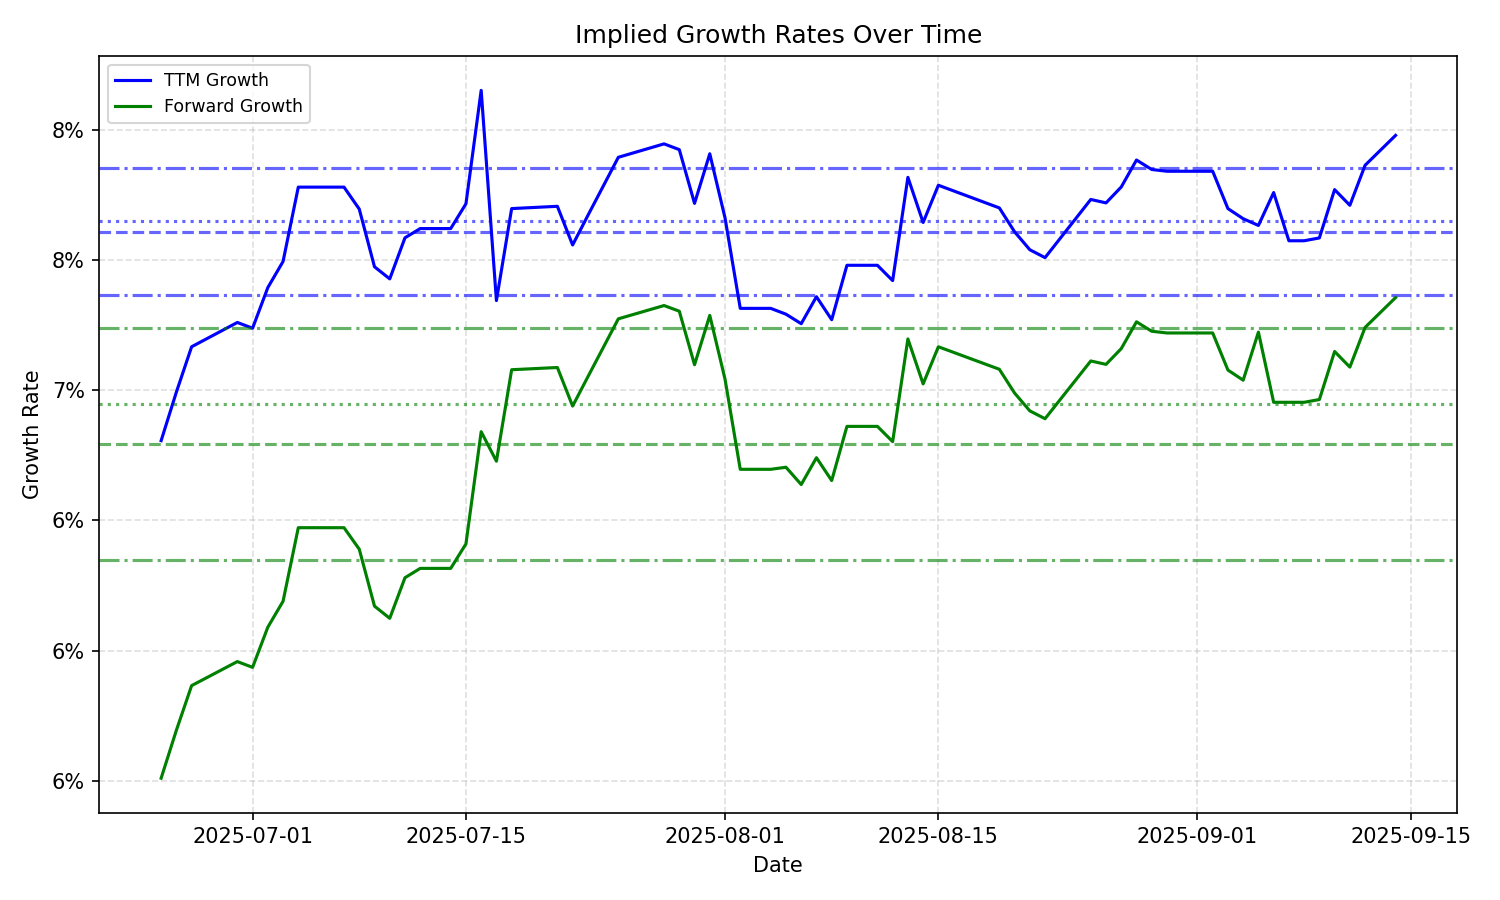 Implied Growth Rates Over Time
TTM Growth
Forward Growth
8%
8%
7%
6%
6%
6%
Growth Rate
2025-07-01
2025-07-15
2025-08-01
2025-08-15
2025-09-01
2025-09-15
Date